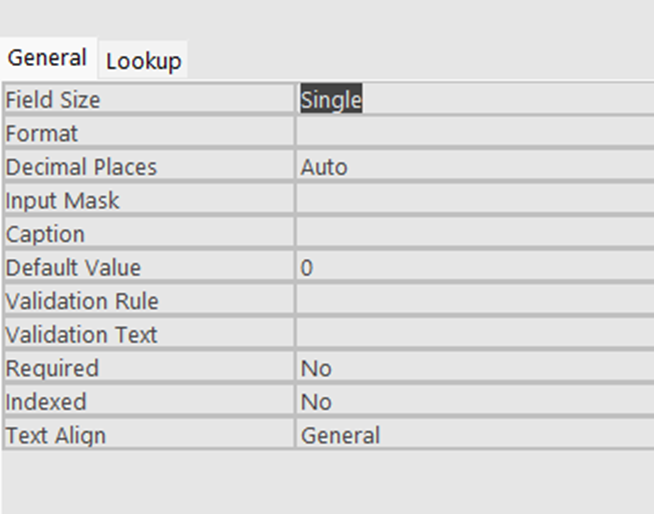 General Lookup
Field Size Single
Format
Decimal Places Auto
Input Mask
Caption
Default Value 0
Validation Rule
Validation Text
Required No
Indexed No
Text Align General